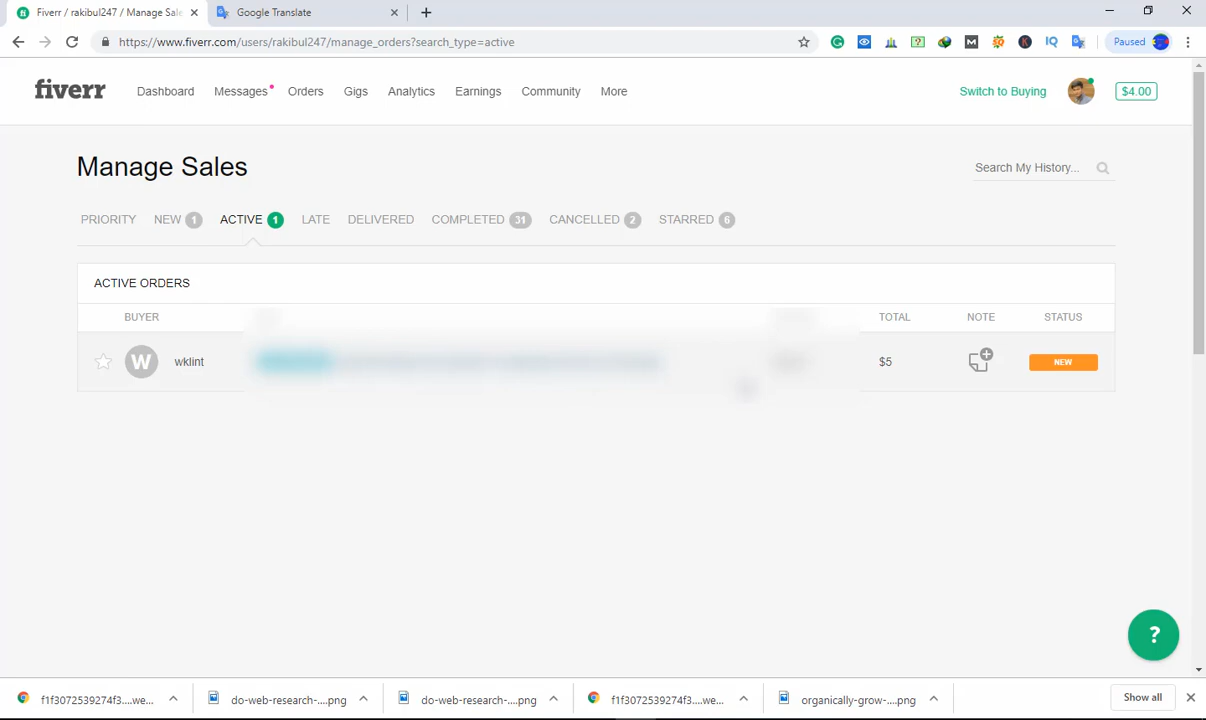 Fiverr / rakibul247 / Manage Sale
Google Translate
https://www.fiverr.com/users/rakibul247/manage_orders?search_type=active
Paused
fiverr
Dashboard
Messages
Orders
Gigs
Analytics
Earnings
Community
More
Switch to Buying
$4.00
Manage Sales
Search My History...
PRIORITY
NEW 1
ACTIVE 1
LATE
DELIVERED
COMPLETED 31
CANCELLED 2
STARRED 6
ACTIVE ORDERS
BUYER
TOTAL
NOTE
STATUS
W
wklint
$5
NEW
?
f1f3072539274f3....we...
do-web-research-....png
do-web-research-....png
f1f3072539274f3....we...
organically-grow-....png
Show all